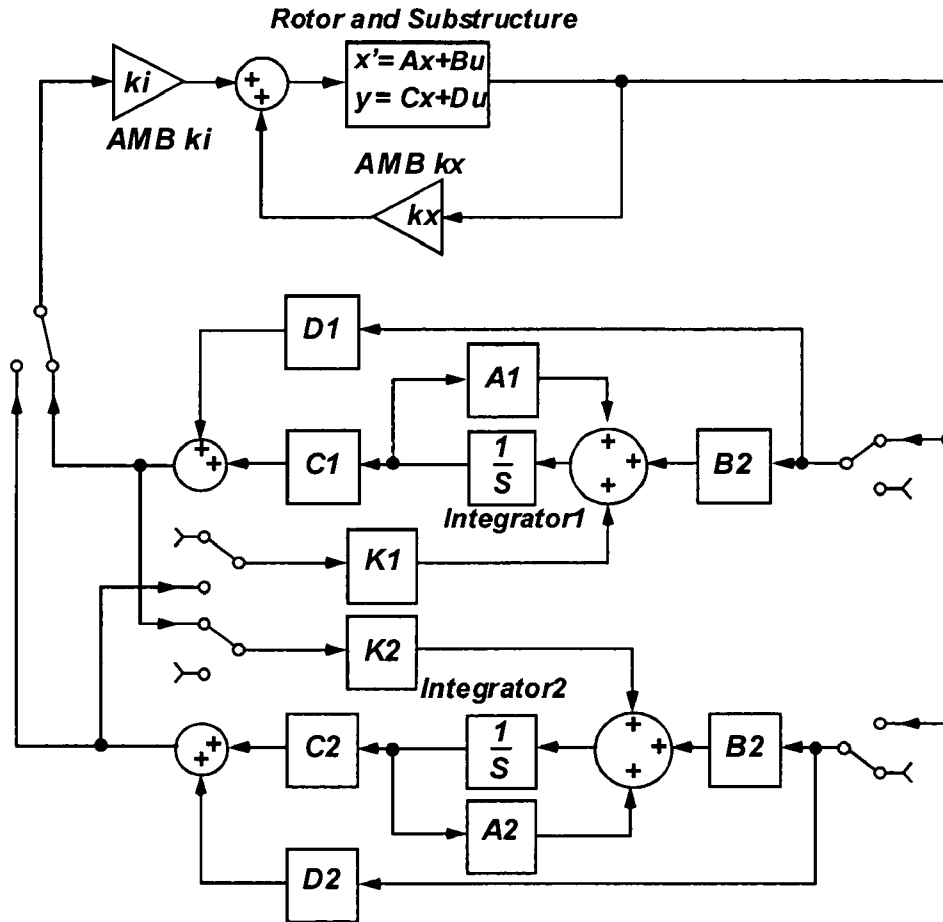 Rotor and Substructure
ki
+
+
x'= Ax+Bu
y = Cx+Du
AMB ki
AMB kx
kx
D1
A1
+
+
+
C1
1
S
+
+
+
B2
Integrator1
K1
K2
Integrator2
+
+
+
C2
1
S
+
+
B2
A2
D2